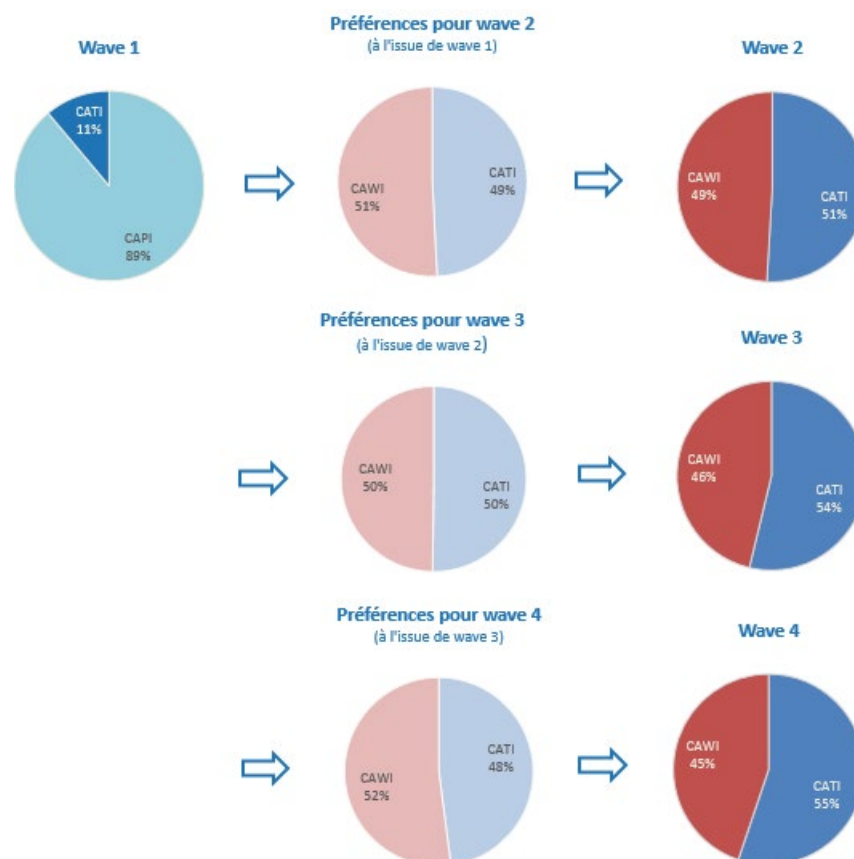 Wave 1
CATI
11%
CAPI
89%
Préférences pour wave 2
(à l'issue de wave 1)
CAWI
51%
CATI
49%
Wave 2
CAWI
49%
CATI
51%
Préférences pour wave 3
(à l'issue de wave 2)
CAWI
50%
CATI
50%
Wave 3
CAWI
46%
CATI
54%
Préférences pour wave 4
(à l'issue de wave 3)
CAWI
52%
CATI
48%
Wave 4
CAWI
45%
CATI
55%